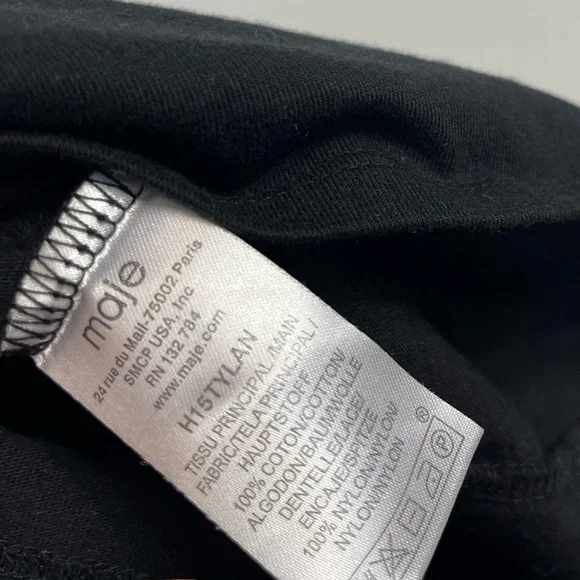 maje
24 rue du Mail-75002 Paris
SMCP USA, Inc
RN 132 784
www.maje.com
H15TYLAN
TISSU PRINCIPAL/MAIN
FABRIC/TELA PRINCIPAL/
HAUPTSTOFF
100% COTON/COTTON/
ALGODON/BAUMWOLLE
DENTELLE/LACE/
ENCAJE/SPITZE
100% NYLON/NYLON/
NYLON/NYLON
®
P